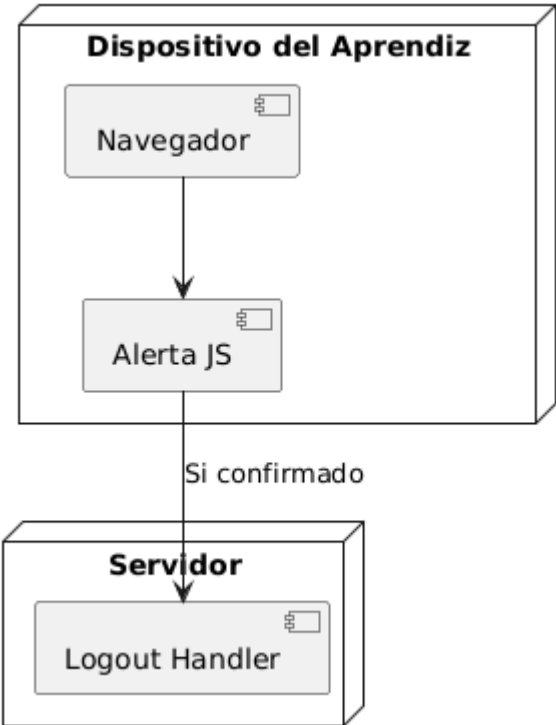 Dispositivo del Aprendiz
Navegador
Alerta JS
Si confirmado
Servidor
Logout Handler